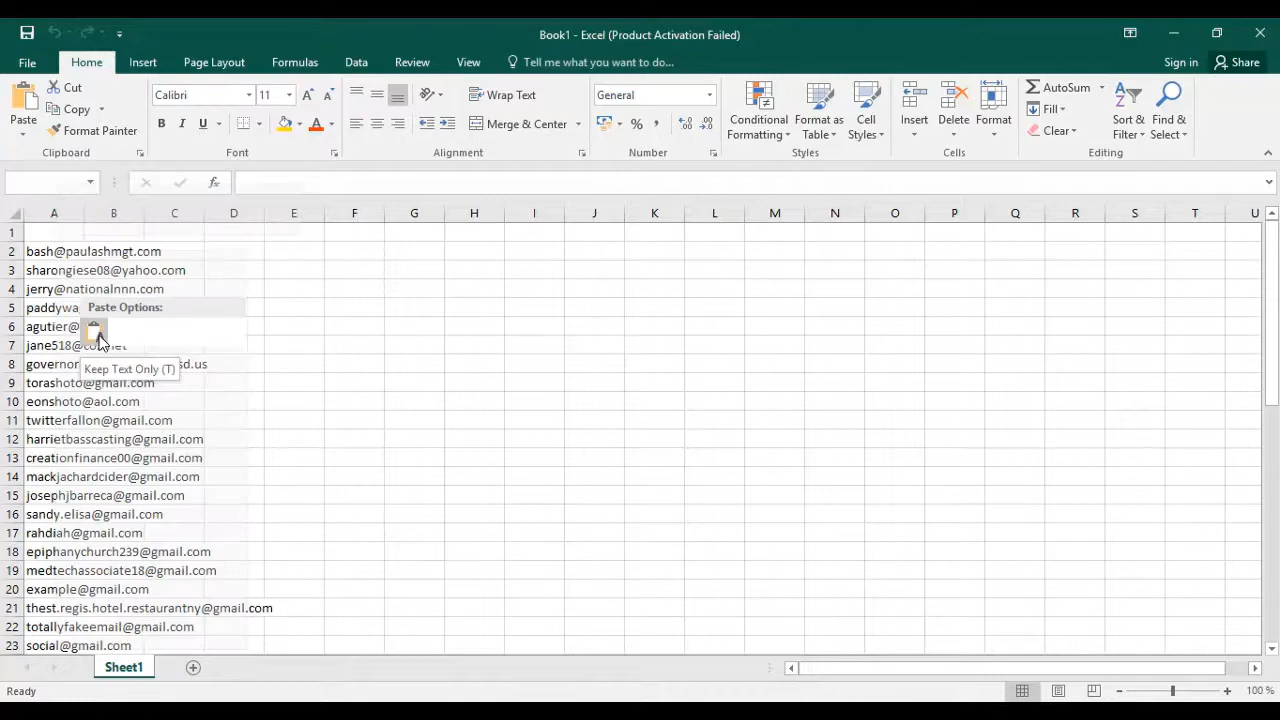 Book1 - Excel (Product Activation Failed)
File Home Insert Page Layout Formulas Data Review View Tell me what you want to do... Sign in Share
Paste
Cut
Copy
Format Painter
Clipboard
Calibri 11
B I U
Font
Wrap Text
Merge & Center
Alignment
General
%
Number
Conditional Formatting
Format as Table
Cell Styles
Styles
Insert
Delete
Format
Cells
AutoSum
Fill
Clear
Sort & Filter
Find & Select
Editing
fx
A B C D E F G H I J K L M N O P Q R S T U
1
2 bash@paulashmgt.com
3 sharongiese08@yahoo.com
4 jerry@nationalnnn.com
5 paddywa
Paste Options:
6 agutier@
7 jane518@
Keep Text Only (T)
8 governor sd.us
9 torashoto@gmail.com
10 eonshoto@aol.com
11 twitterfallon@gmail.com
12 harrietbasscasting@gmail.com
13 creationfinance00@gmail.com
14 mackjachardcider@gmail.com
15 josephjbarreca@gmail.com
16 sandy.elisa@gmail.com
17 rahdiah@gmail.com
18 epiphanychurch239@gmail.com
19 medtechassociate18@gmail.com
20 example@gmail.com
21 thest.regis.hotel.restaurantny@gmail.com
22 totallyfakeemail@gmail.com
23 social@gmail.com
Sheet1
Ready
100 %